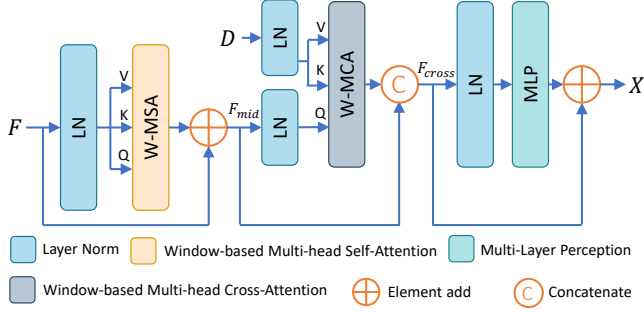 D
LN
V
K
Q
W-MCA
F
LN
V
K
Q
W-MSA
F_mid
LN
C
F_cross
LN
MLP
X
Layer Norm
Window-based Multi-head Self-Attention
Multi-Layer Perception
Window-based Multi-head Cross-Attention
Element add
C
Concatenate